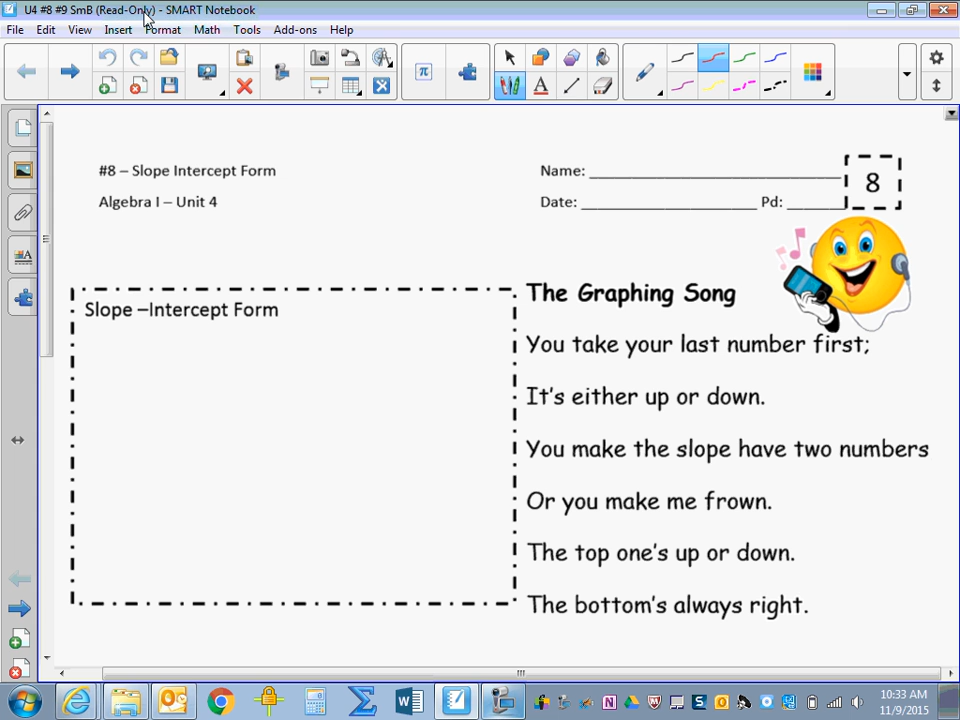 U4 #8 #9 SmB (Read-Only) - SMART Notebook
File Edit View Insert Format Math Tools Add-ons Help
#8 – Slope Intercept Form
Name: ______________________________
8
Algebra I – Unit 4
Date: _____________________ Pd: _______
The Graphing Song
Slope –Intercept Form
You take your last number first;
It's either up or down.
You make the slope have two numbers
Or you make me frown.
The top one's up or down.
The bottom's always right.
10:33 AM
11/9/2015